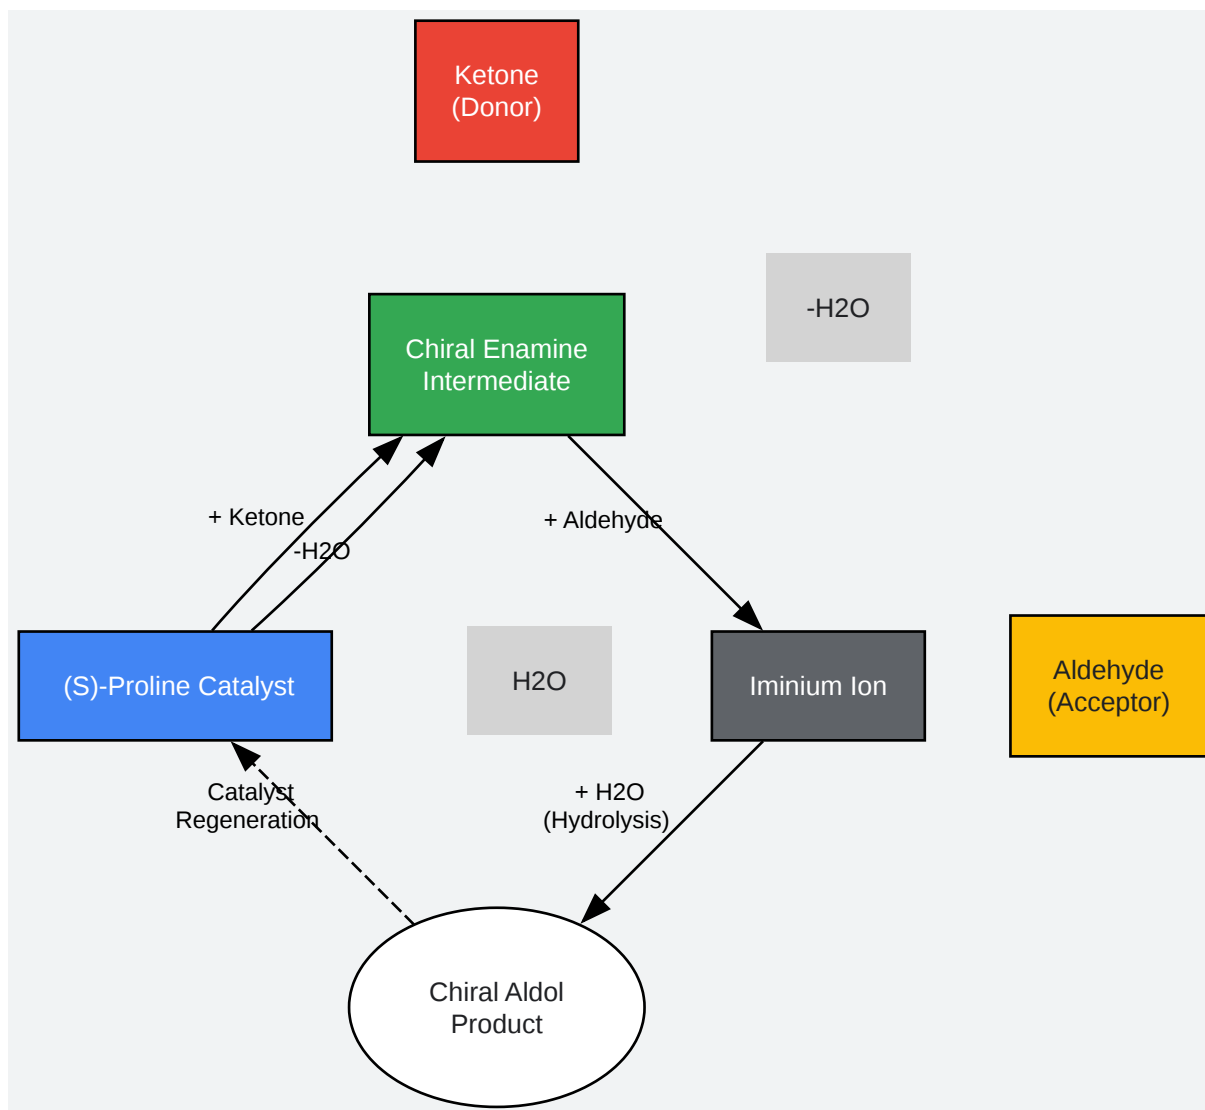 Ketone
(Donor)
-H2O
Chiral Enamine
Intermediate
+ Ketone
-H2O
+ Aldehyde
(S)-Proline Catalyst
H2O
Iminium Ion
Aldehyde
(Acceptor)
Catalyst
Regeneration
+ H2O
(Hydrolysis)
Chiral Aldol
Product